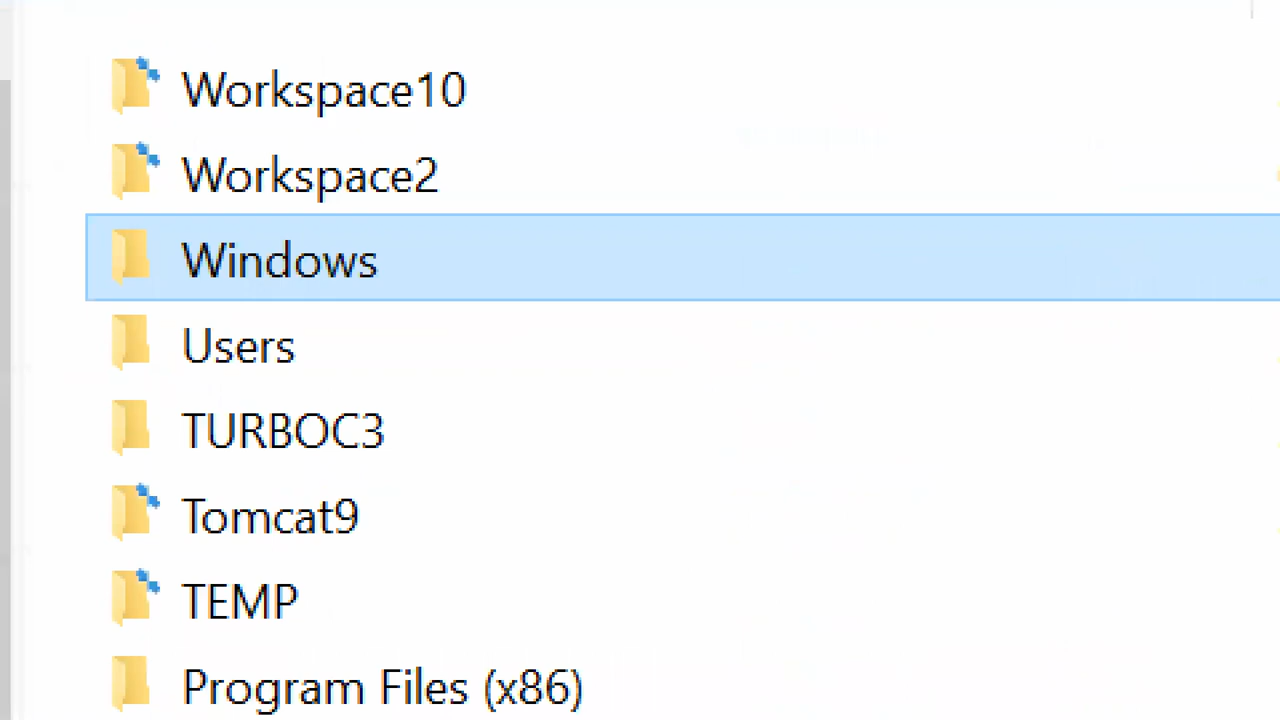 Workspace10
Workspace2
Windows
Users
TURBOC3
Tomcat9
TEMP
Program Files (x86)